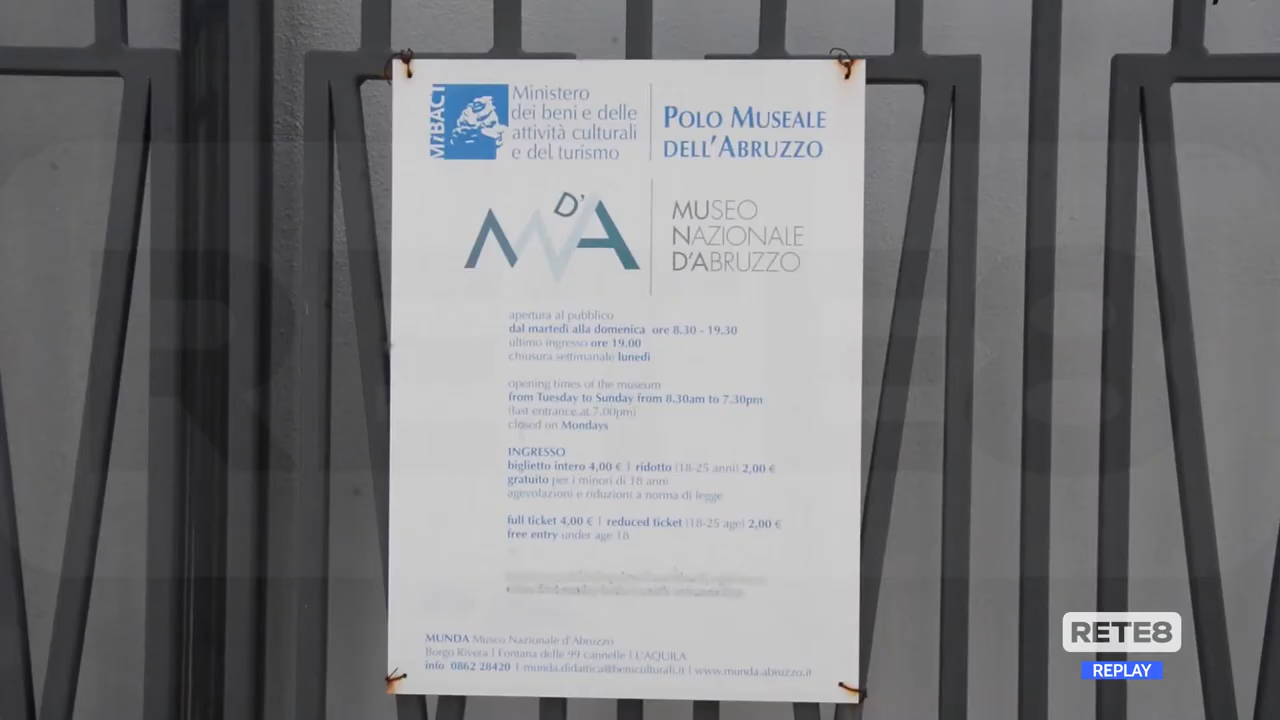 MiBACT
Ministero
dei beni e delle
attività culturali
e del turismo
POLO MUSEALE
DELL'ABRUZZO
D'
MA
MUSEO
NAZIONALE
D'ABRUZZO
apertura al pubblico
dal martedì alla domenica ore 8.30 - 19.30
ultimo ingresso ore 19.00
chiusura settimanale lunedì
opening times of the museum
from Tuesday to Sunday from 8.30am to 7.30pm
(last entrance at 7.00pm)
closed on Mondays
INGRESSO
biglietto intero 4,00 € | ridotto (18-25 anni) 2,00 €
gratuito per i minori di 18 anni
agevolazioni e riduzioni a norma di legge
full ticket 4,00 € | reduced ticket (18-25 age) 2,00 €
free entry under age 18
MUNDA Museo Nazionale d'Abruzzo
Borgo Rivera | Fontana delle 99 cannelle | L'AQUILA
info 0862 28420 | munda.didattica@beniculturali.it | www.munda.abruzzo.it
RETE8
REPLAY